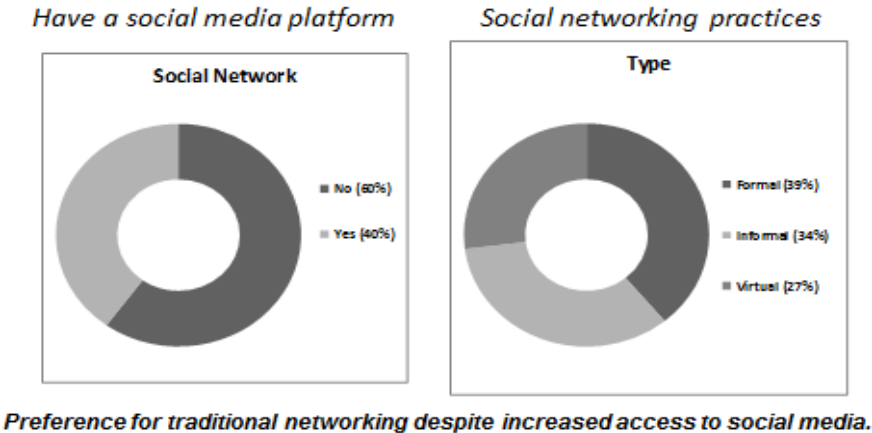 Have a social media platform
Social networking practices
Social Network
No (60%)
Yes (40%)
Type
Formal (39%)
Informal (34%)
Virtual (27%)
Preference for traditional networking despite increased access to social media.